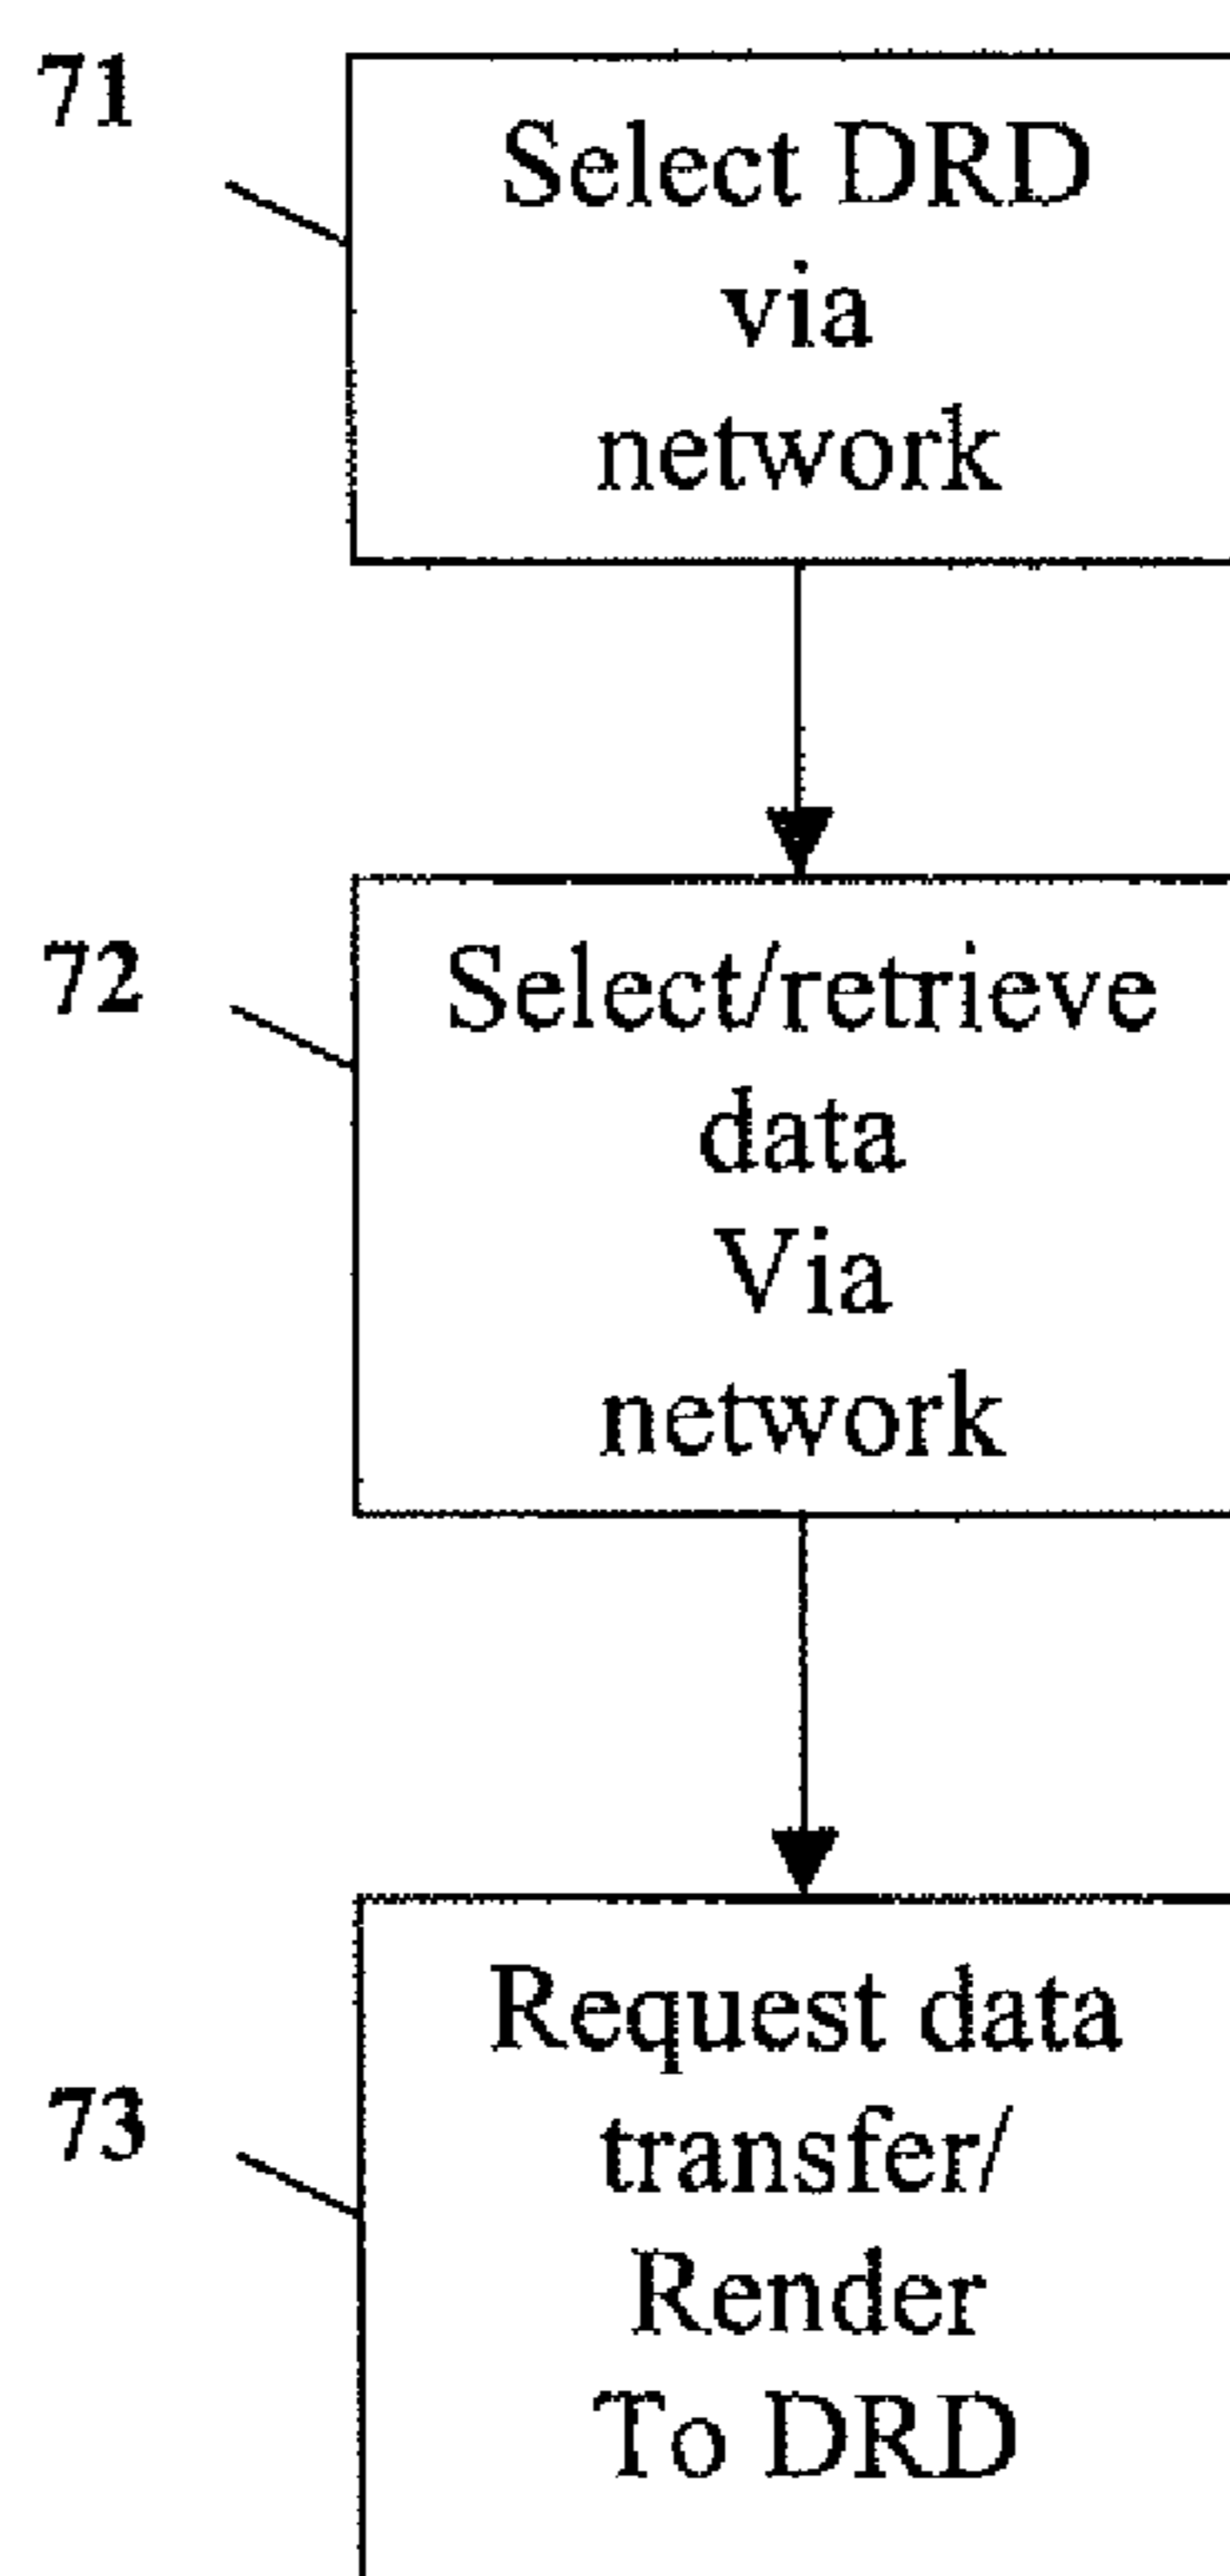 71
Select DRD
via
network
72
Select/retrieve
data
Via
network
73
Request data
transfer/
Render
To DRD